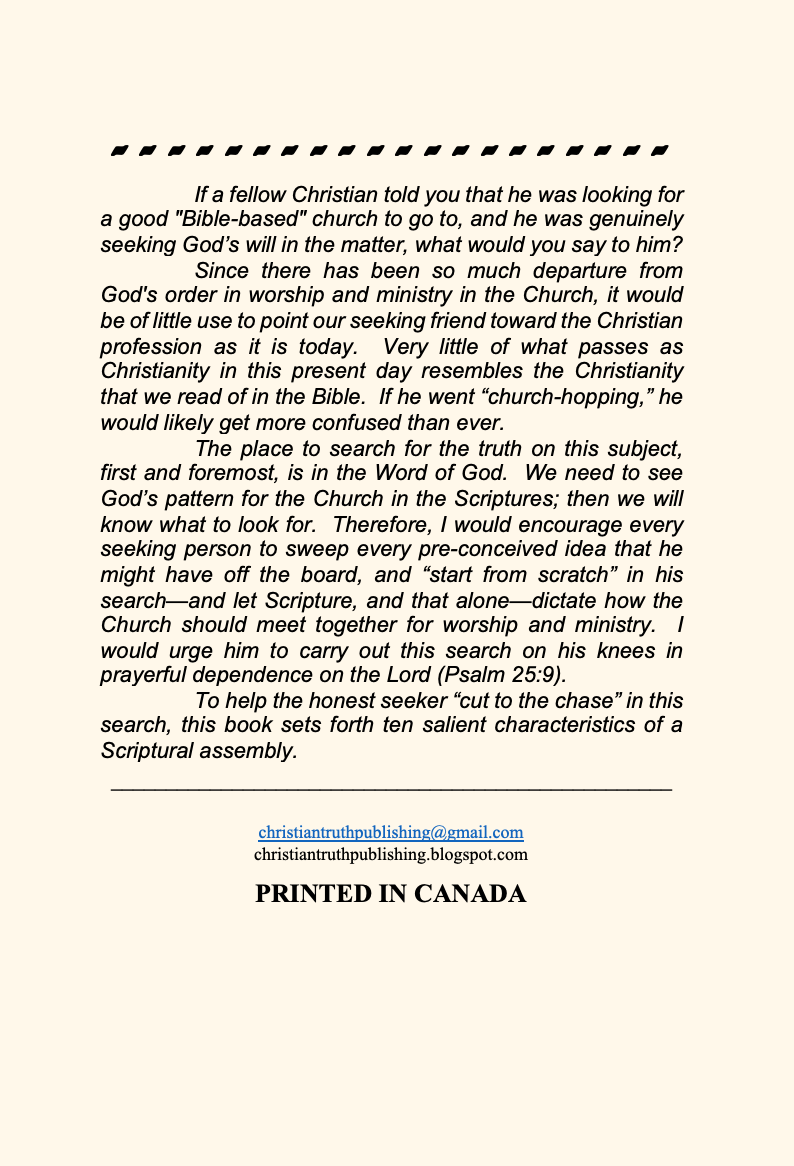 If a fellow Christian told you that he was looking for
a good "Bible-based" church to go to, and he was genuinely
seeking God’s will in the matter, what would you say to him?
Since there has been so much departure from
God's order in worship and ministry in the Church, it would
be of little use to point our seeking friend toward the Christian
profession as it is today.  Very little of what passes as
Christianity in this present day resembles the Christianity
that we read of in the Bible.  If he went “church-hopping,” he
would likely get more confused than ever.
The place to search for the truth on this subject,
first and foremost, is in the Word of God.  We need to see
God’s pattern for the Church in the Scriptures; then we will
know what to look for.  Therefore, I would encourage every
seeking person to sweep every pre-conceived idea that he
might have off the board, and “start from scratch” in his
search—and let Scripture, and that alone—dictate how the
Church should meet together for worship and ministry.  I
would urge him to carry out this search on his knees in
prayerful dependence on the Lord (Psalm 25:9).
To help the honest seeker “cut to the chase” in this
search, this book sets forth ten salient characteristics of a
Scriptural assembly.
christiantruthpublishing@gmail.com
christiantruthpublishing.blogspot.com
PRINTED IN CANADA